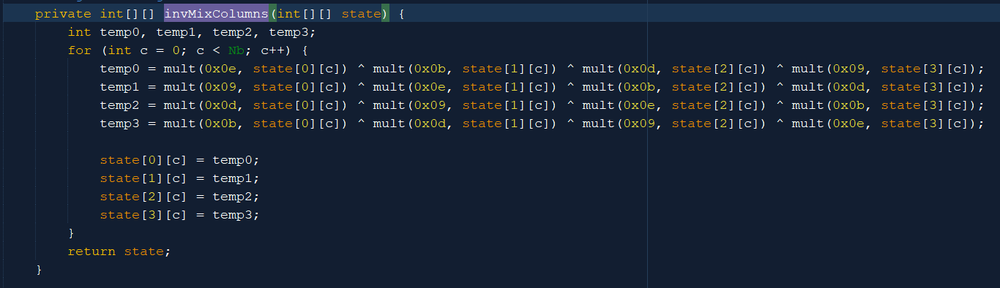 private int[][] invMixColumns(int[][] state) {
int temp0, temp1, temp2, temp3;
for (int c = 0; c < Nb; c++) {
temp0 = mult(0x0e, state[0][c]) ^ mult(0x0b, state[1][c]) ^ mult(0x0d, state[2][c]) ^ mult(0x09, state[3][c]);
temp1 = mult(0x09, state[0][c]) ^ mult(0x0e, state[1][c]) ^ mult(0x0b, state[2][c]) ^ mult(0x0d, state[3][c]);
temp2 = mult(0x0d, state[0][c]) ^ mult(0x09, state[1][c]) ^ mult(0x0e, state[2][c]) ^ mult(0x0b, state[3][c]);
temp3 = mult(0x0b, state[0][c]) ^ mult(0x0d, state[1][c]) ^ mult(0x09, state[2][c]) ^ mult(0x0e, state[3][c]);
state[0][c] = temp0;
state[1][c] = temp1;
state[2][c] = temp2;
state[3][c] = temp3;
}
return state;
}